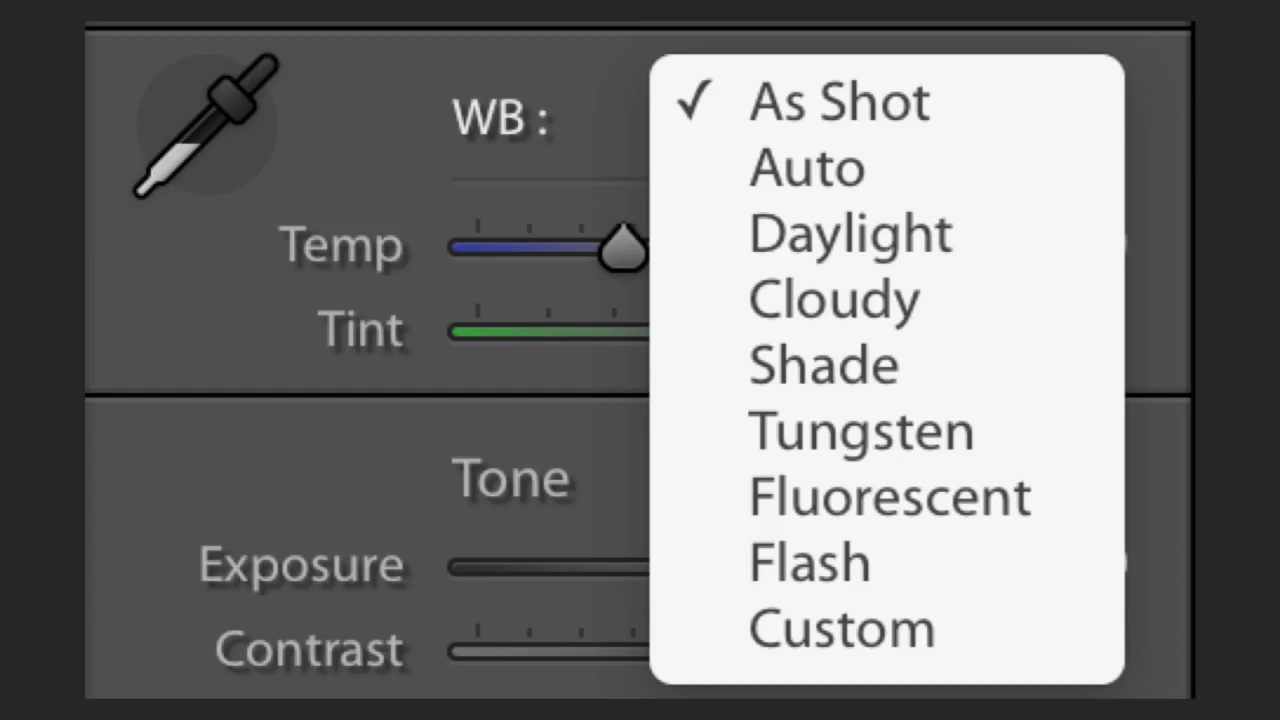 WB :
✓ As Shot
Auto
Daylight
Cloudy
Shade
Tungsten
Fluorescent
Flash
Custom
Temp
Tint
Tone
Exposure
Contrast